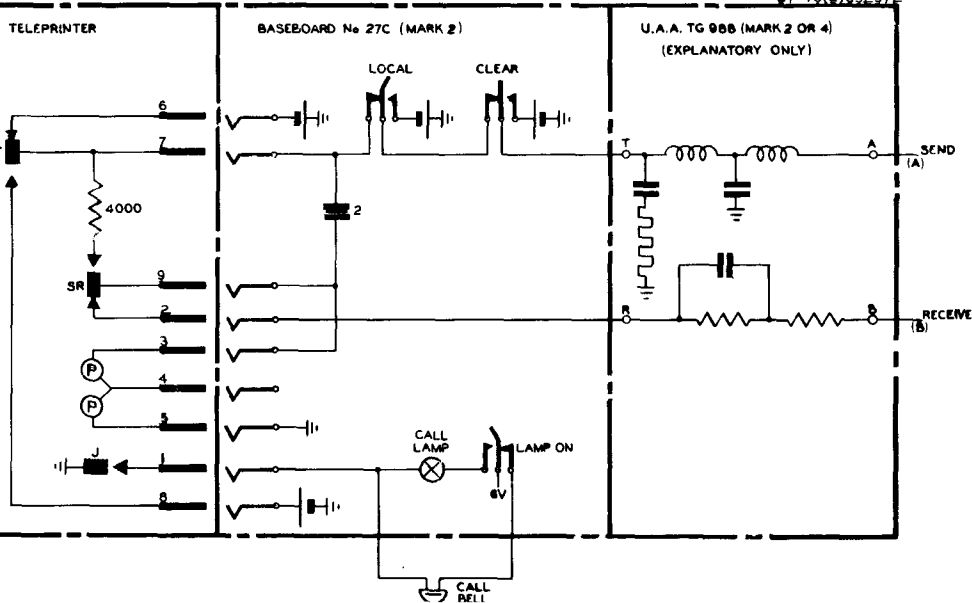 TELEPRINTER
BASEBOARD No 27C (MARK 2)
U.A.A. TG 98B (MARK 2 OR 4)
(EXPLANATORY ONLY)
LOCAL
CLEAR
6
7
T
A
SEND
(A)
4000
2
SR
9
2
R
B
RECEIVE
(B)
3
P
4
P
5
J
1
CALL
LAMP
LAMP ON
6V
8
CALL
BELL